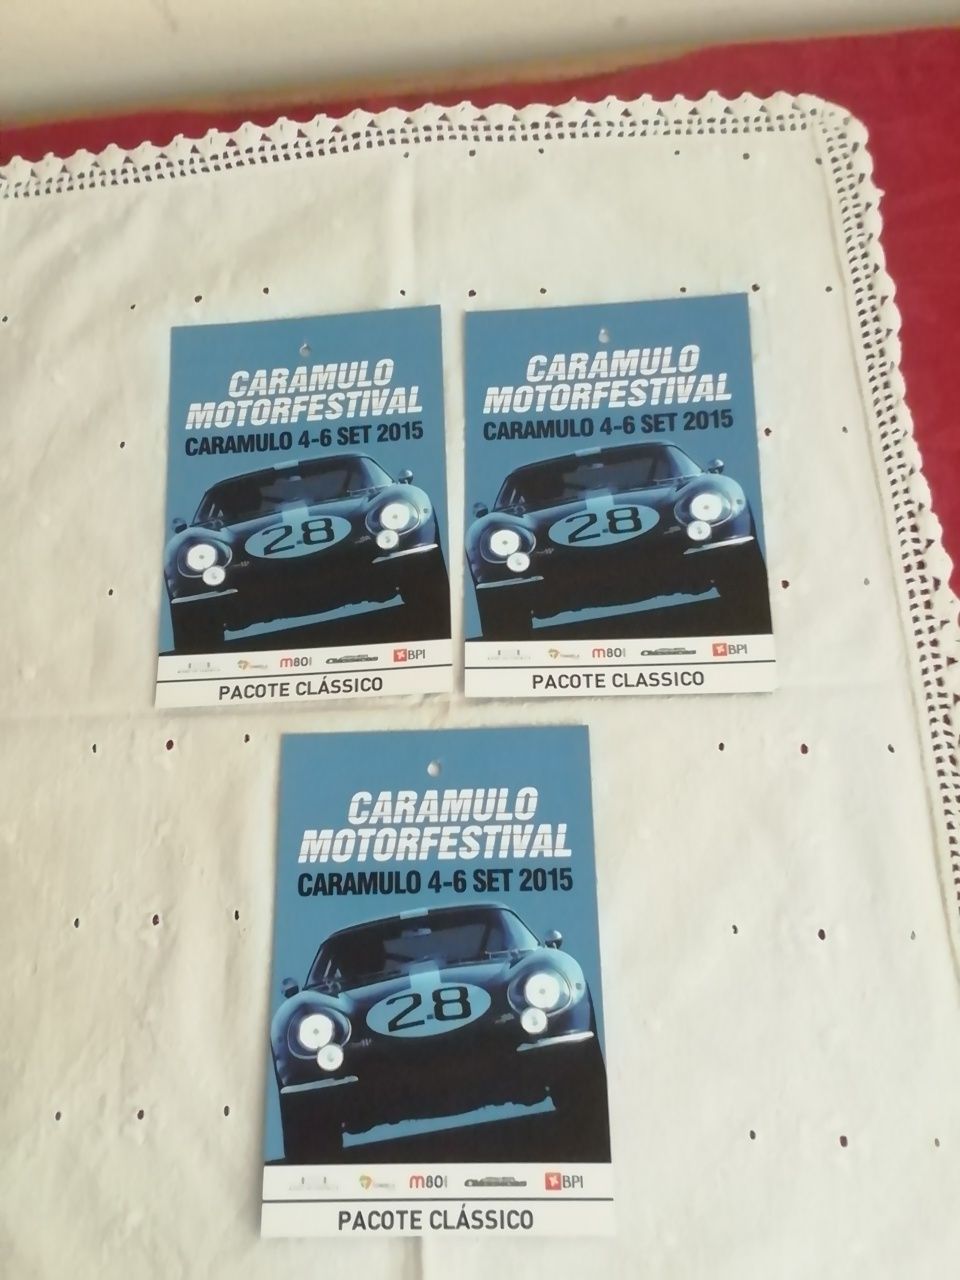 CARAMULO
MOTORFESTIVAL
CARAMULO 4-6 SET 2015
28
M80
BPI
PACOTE CLÁSSICO
CARAMULO
MOTORFESTIVAL
CARAMULO 4-6 SET 2015
28
M80
BPI
PACOTE CLÁSSICO
CARAMULO
MOTORFESTIVAL
CARAMULO 4-6 SET 2015
28
M80
BPI
PACOTE CLÁSSICO